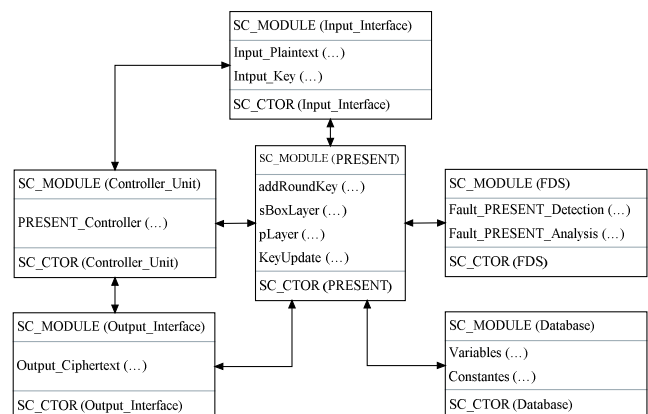 SC_MODULE (Input_Interface)
Input_Plaintext (…)
Intput_Key (…)
SC_CTOR (Input_Interface)
SC_MODULE (Controller_Unit)
PRESENT_Controller (…)
SC_CTOR (Controller_Unit)
SC_MODULE (PRESENT)
addRoundKey (…)
sBoxLayer (…)
pLayer (…)
KeyUpdate (…)
SC_CTOR (PRESENT)
SC_MODULE (FDS)
Fault_PRESENT_Detection (…)
Fault_PRESENT_Analysis (…)
SC_CTOR (FDS)
SC_MODULE (Output_Interface)
Output_Ciphertext (…)
SC_CTOR (Output_Interface)
SC_MODULE (Database)
Variables (…)
Constantes (…)
SC_CTOR (Database)